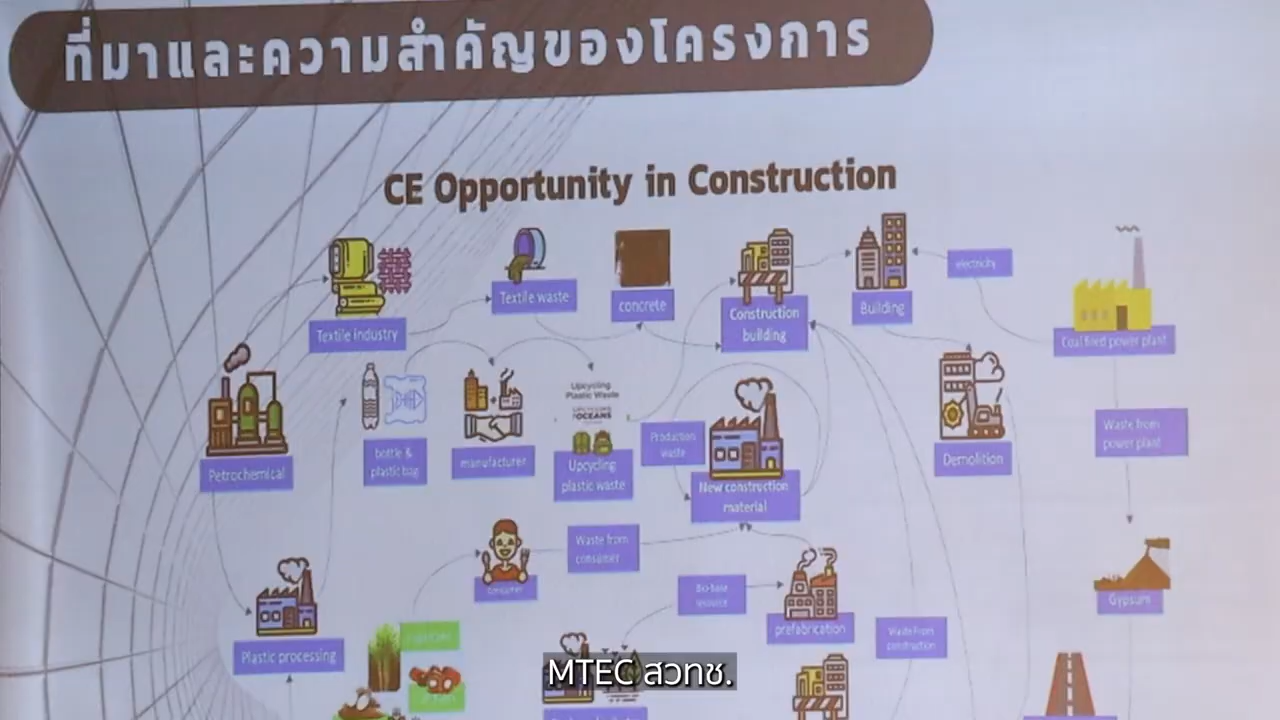 ที่มาและความสำคัญของโครงการ
CE Opportunity in Construction
electricity
Textile waste
concrete
Construction
building
Building
Textile industry
Coal fired power plant
Upcycling
Plastic Waste
OCEANS
Production
waste
Waste from
power plant
Petrochemical
bottle &
plastic bag
manufacturer
Upcycling
plastic waste
Demolition
New construction
material
Waste from
consumer
consumer
Bio-base
resource
Gypsum
prefabrication
Waste from
construction
Plastic processing
MTEC สวทช.